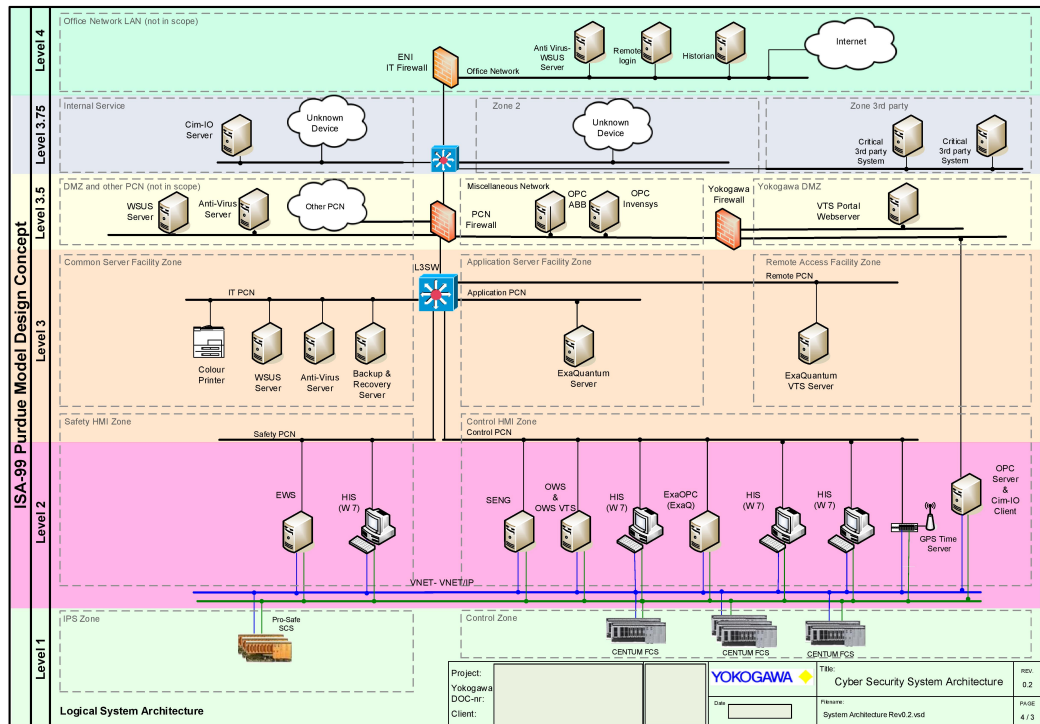 ISA-99 Purdue Model Design Concept
Level 4
Office Network LAN (not in scope)
ENI
IT Firewall
Office Network
Anti Virus-
WSUS
Server
Remote
login
Historian
Internet
Level 3.75
Internal Service
Cim-IO
Server
Unknown
Device
Zone 2
Unknown
Device
Zone 3rd party
Critical
3rd party
System
Critical
3rd party
System
Level 3.5
DMZ and other PCN (not in scope)
WSUS
Server
Anti-Virus
Server
Other PCN
PCN
Firewall
Miscellaneous Network
OPC
ABB
OPC
Invensys
Yokogawa
Firewall
Yokogawa DMZ
VTS Portal
Webserver
Level 3
Common Server Facility Zone
L3SW
IT PCN
Colour
Printer
WSUS
Server
Anti-Virus
Server
Backup &
Recovery
Server
Application Server Facility Zone
Application PCN
ExaQuantum
Server
Remote Access Facility Zone
Remote PCN
ExaQuantum
VTS Server
Level 2
Safety HMI Zone
Safety PCN
EWS
HIS
(W 7)
Control HMI Zone
Control PCN
SENG
OWS
&
OWS VTS
HIS
(W 7)
ExaOPC
(ExaQ)
HIS
(W 7)
HIS
(W 7)
GPS Time
Server
OPC
Server
&
Cim-IO
Client
VNET- VNET/IP
Level 1
IPS Zone
Pro-Safe
SCS
Control Zone
CENTUM FCS
CENTUM FCS
CENTUM FCS
Logical System Architecture
Project:
Yokogawa
DOC-nr:
Client:
YOKOGAWA
Date
Title:
Cyber Security System Architecture
Filename:
System Architecture Rev0.2.vsd
REV.
0.2
PAGE
4 / 3